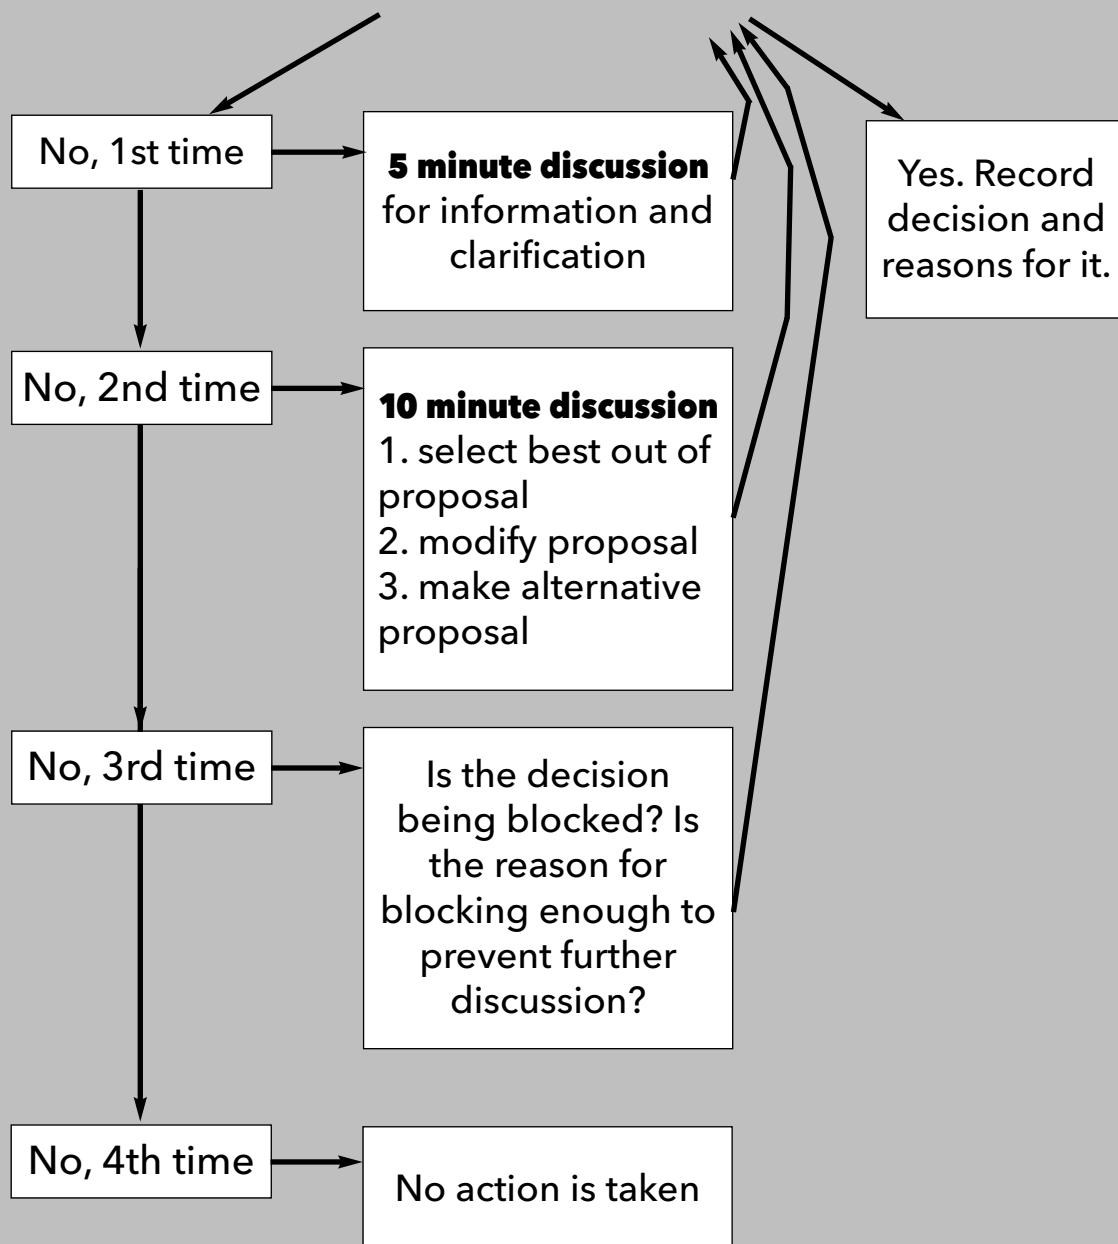 No, 1st time
5 minute discussion
for information and
clarification
Yes. Record
decision and
reasons for it.
No, 2nd time
10 minute discussion
1. select best out of
proposal
2. modify proposal
3. make alternative
proposal
No, 3rd time
Is the decision
being blocked? Is
the reason for
blocking enough to
prevent further
discussion?
No, 4th time
No action is taken